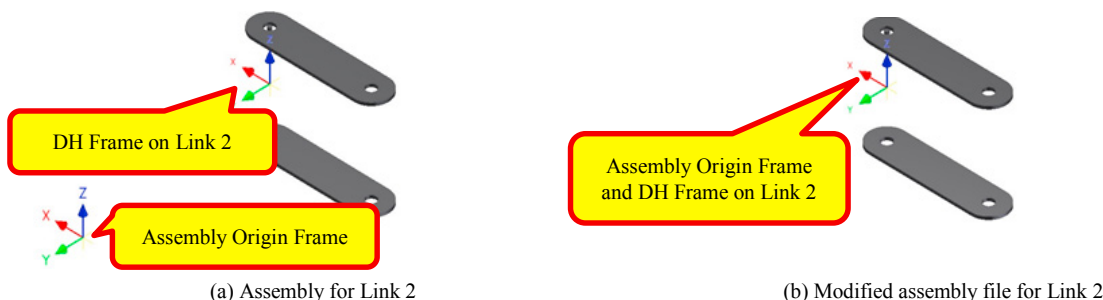 Z
X
DH Frame on Link 2
Z
X
Y
Assembly Origin Frame
(a) Assembly for Link 2
Z
X
Y
Assembly Origin Frame
and DH Frame on Link 2
(b) Modified assembly file for Link 2